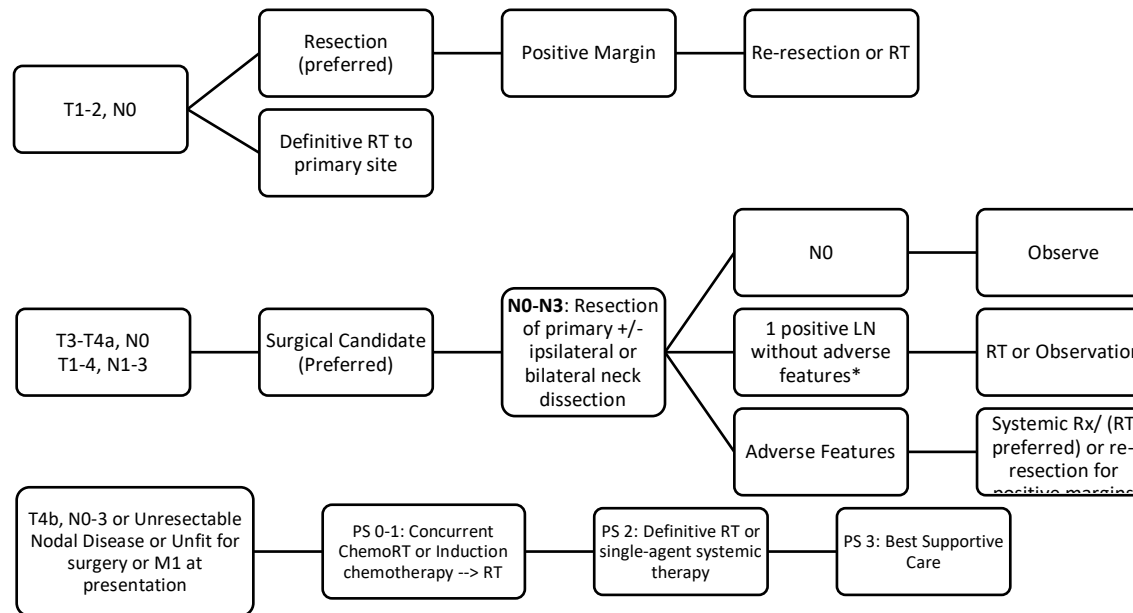 Resection
(preferred)
Positive Margin
Re-resection or RT
T1-2, N0
Definitive RT to
primary site
N0
Observe
T3-T4a, N0
T1-4, N1-3
Surgical Candidate
(Preferred)
N0-N3: Resection
of primary +/-
ipsilateral or
bilateral neck
dissection
1 positive LN
without adverse
features*
RT or Observation
Adverse Features
Systemic Rx/ (RT
preferred) or re-
resection for
positive margins
T4b, N0-3 or Unresectable
Nodal Disease or Unfit for
surgery or M1 at
presentation
PS 0-1: Concurrent
ChemoRT or Induction
chemotherapy --> RT
PS 2: Definitive RT or
single-agent systemic
therapy
PS 3: Best Supportive
Care